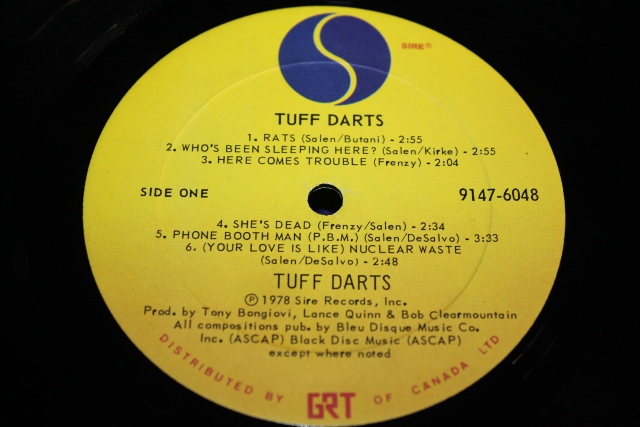 SIRE®
TUFF DARTS
1. RATS (Salen/Butani) - 2:55
2. WHO'S BEEN SLEEPING HERE? (Salen/Kirke) - 2:55
3. HERE COMES TROUBLE (Frenzy) - 2:04
SIDE ONE
9147-6048
4. SHE'S DEAD (Frenzy/Salen) - 2:34
5. PHONE BOOTH MAN (P.B.M.) (Salen/DeSalvo) - 3:33
6. (YOUR LOVE IS LIKE) NUCLEAR WASTE
(Salen/DeSalvo) - 2:48
TUFF DARTS
Ⓟ 1978 Sire Records, Inc.
Prod. by Tony Bongiovi, Lance Quinn & Bob Clearmountain
All compositions pub. by Bleu Disque Music Co.
Inc. (ASCAP) Black Disc Music (ASCAP)
except where noted
DISTRIBUTED BY GRT OF CANADA LTD